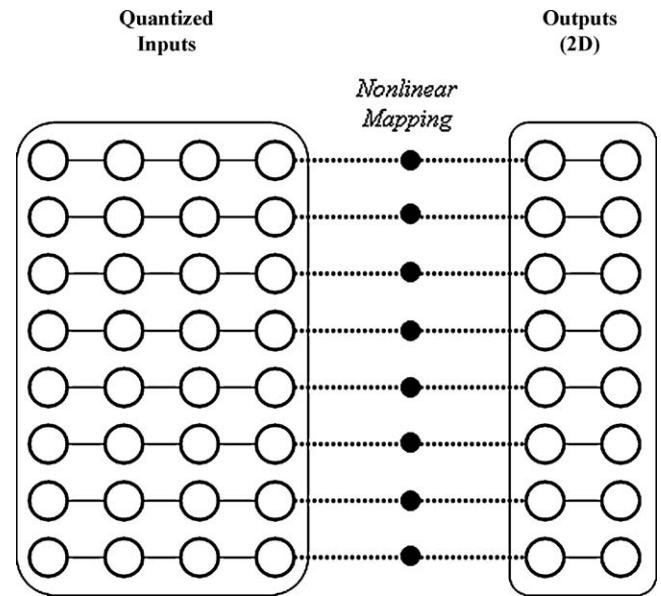 Quantized
Inputs
Outputs
(2D)
Nonlinear
Mapping